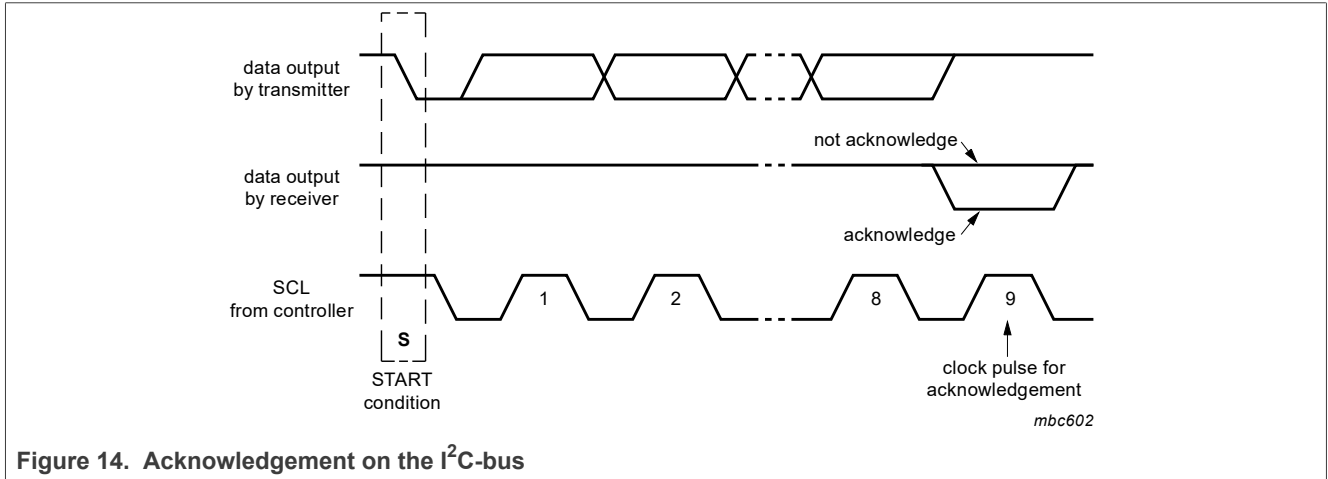 data output
by transmitter
not acknowledge
data output
by receiver
acknowledge
SCL
from controller
1
2
8
9
S
START
condition
clock pulse for
acknowledgement
mbc602
Figure 14. Acknowledgement on the I²C-bus